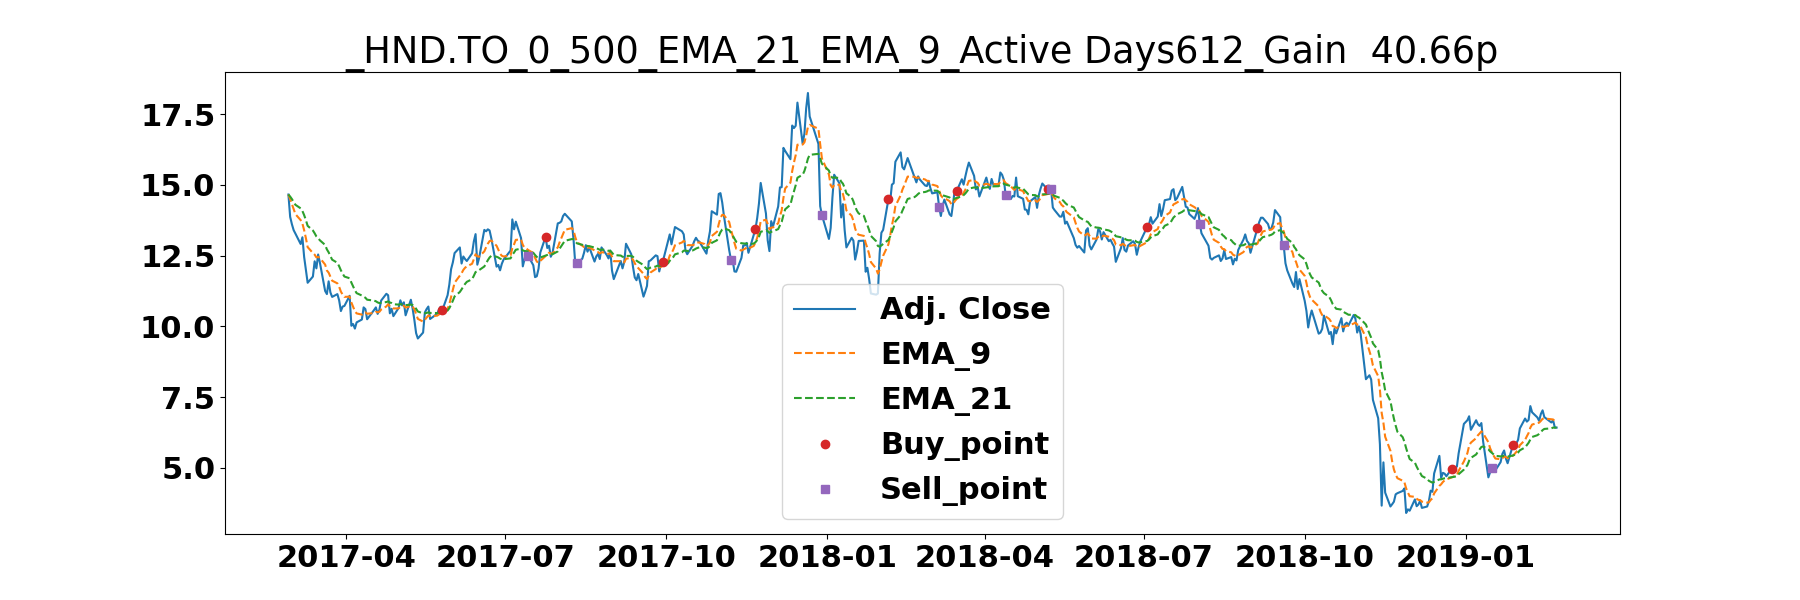 _HND.TO_0_500_EMA_21_EMA_9_Active Days612_Gain  40.66p
17.5
15.0
12.5
10.0
7.5
5.0
Adj. Close
EMA_9
EMA_21
Buy_point
Sell_point
2017-04 2017-07 2017-10 2018-01 2018-04 2018-07 2018-10 2019-01